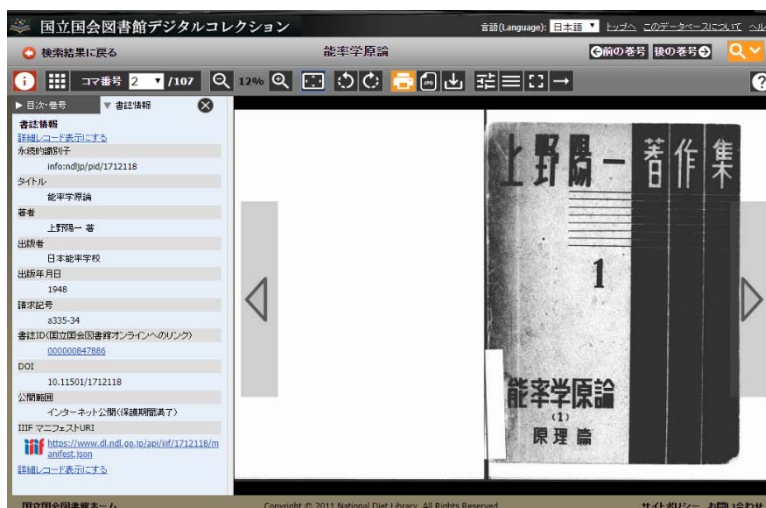 国立国会図書館デジタルコレクション
言語(Language): 日本語 トップへ このデータベースについて ヘル
検索結果に戻る
能率学原論
前の巻号 後の巻号
コマ番号 2 /107 12%
JPG
?
▶ 目次・巻号 ▼ 書誌情報
書誌情報
詳細レコード表示にする
永続的識別子
info:ndljp/pid/1712118
タイトル
能率学原論
著者
上野陽一 著
出版者
日本能率学校
出版年月日
1948
請求記号
a335-34
書誌ID(国立国会図書館オンラインへのリンク)
000000847886
DOI
10.11501/1712118
公開範囲
インターネット公開(保護期間満了)
IIIF マニフェストURI
iiif
https://www.dl.ndl.go.jp/api/iiif/1712118/m
anifest.json
詳細レコード表示にする
上野陽一著作集
1
能率学原論
(1)
原理篇
国立国会図書館ホーム
Copyright © 2011 National Diet Library. All Rights Reserved.
サイトポリシー お問い合わせ